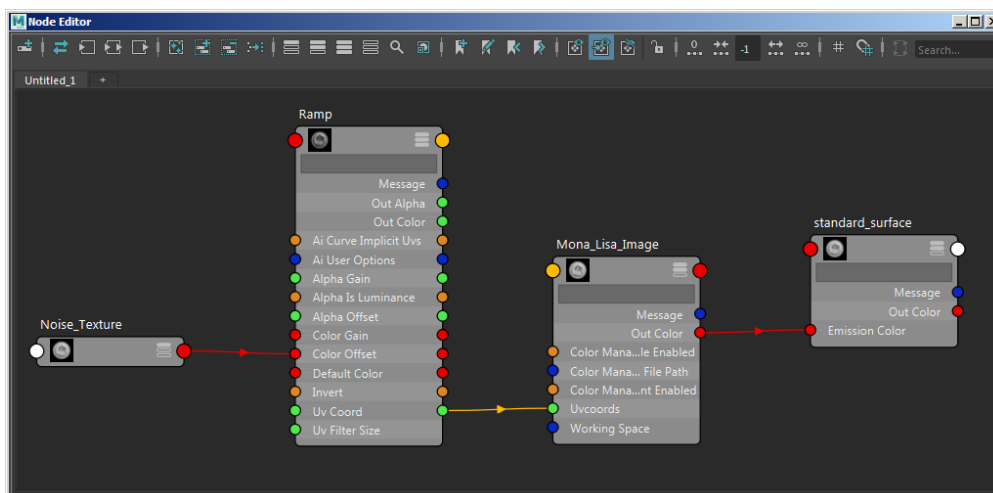 Node Editor
0 -1 ∞ # Search...
Untitled_1 +
Ramp
Message
Out Alpha
Out Color
Ai Curve Implicit Uvs
Ai User Options
Alpha Gain
Alpha Is Luminance
Alpha Offset
Color Gain
Color Offset
Default Color
Invert
Uv Coord
Uv Filter Size
Noise_Texture
Mona_Lisa_Image
Message
Out Color
Color Mana...le Enabled
Color Mana... File Path
Color Mana...nt Enabled
Uvcoords
Working Space
standard_surface
Message
Out Color
Emission Color